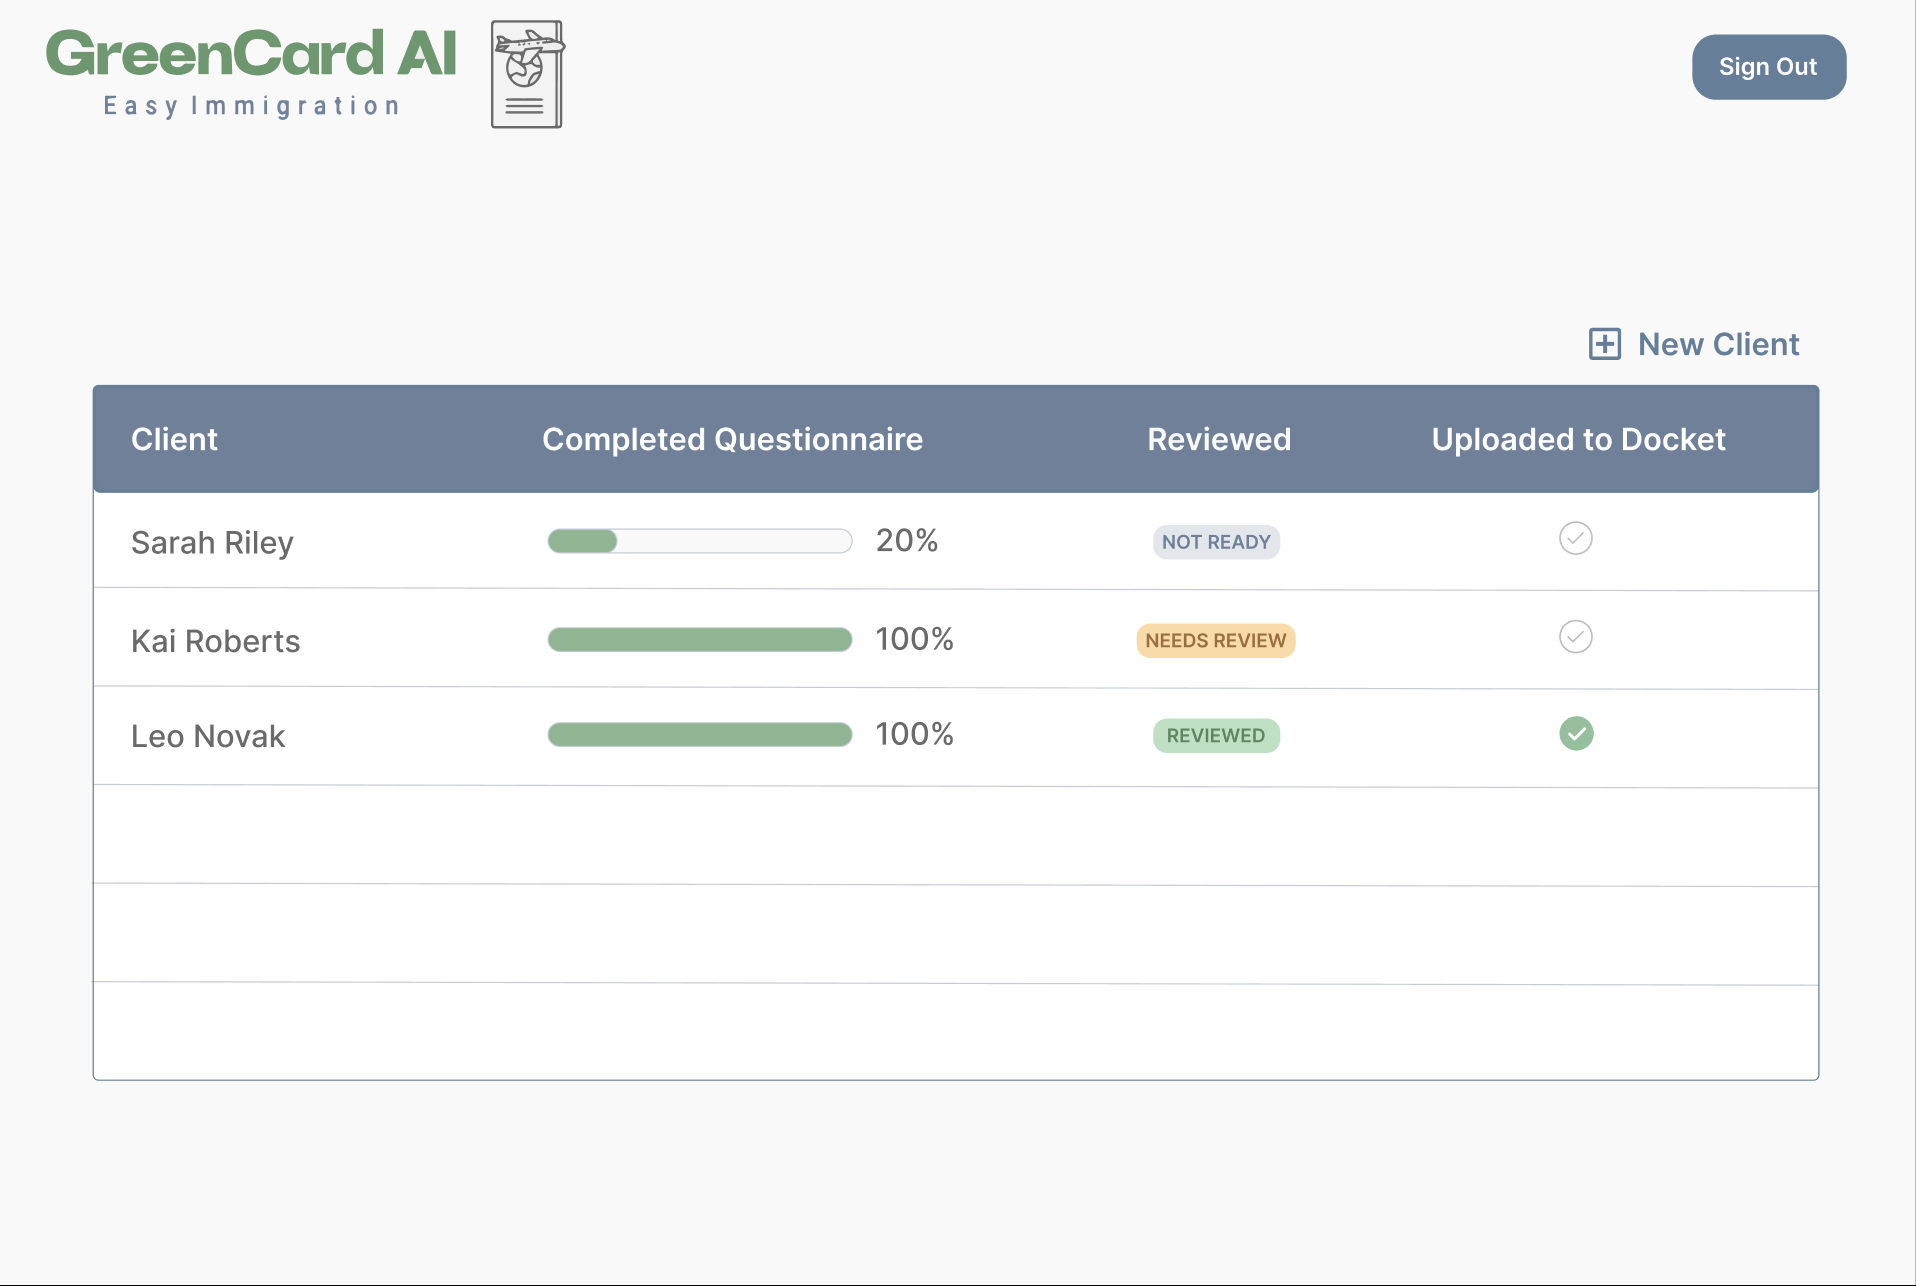 GreenCard AI
Easy Immigration
Sign Out
New Client
Client Completed Questionnaire Reviewed Uploaded to Docket
Sarah Riley 20% NOT READY
Kai Roberts 100% NEEDS REVIEW
Leo Novak 100% REVIEWED